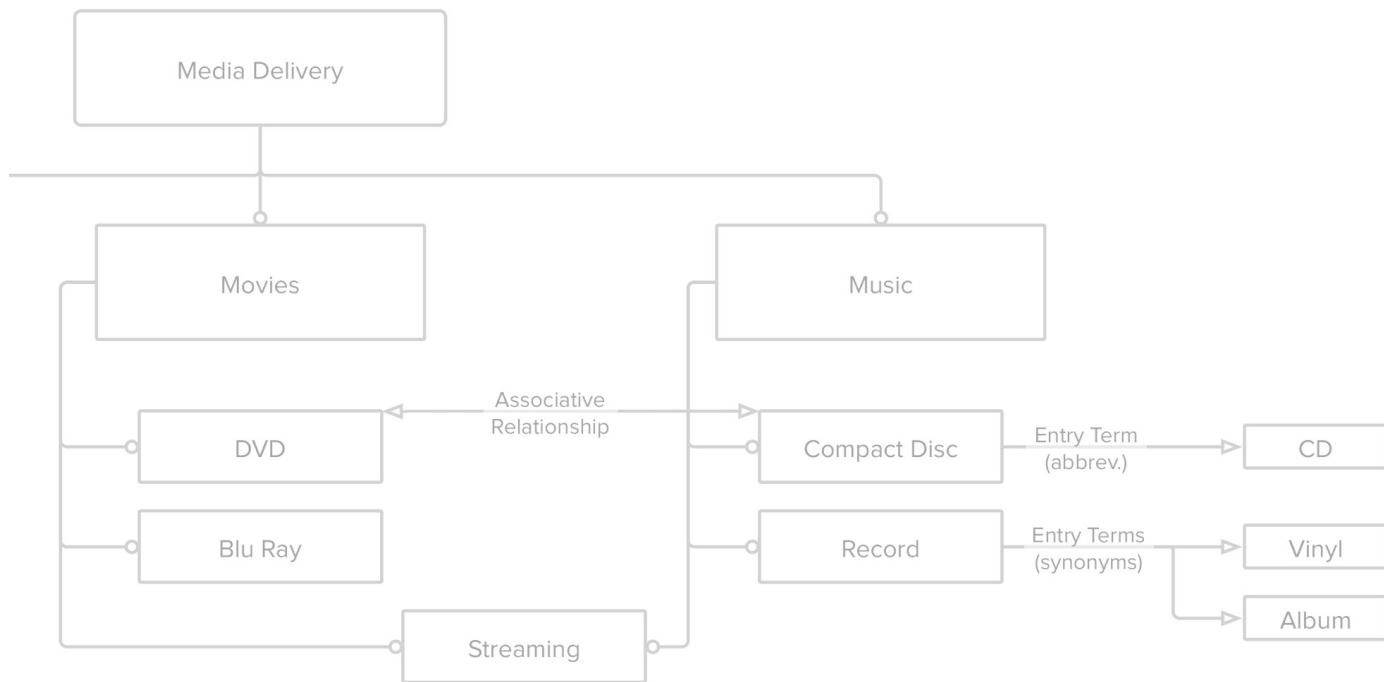 Media Delivery
Movies
Music
Associative
Relationship
DVD
Compact Disc
Entry Term
(abbrev.)
CD
Blu Ray
Record
Entry Terms
(synonyms)
Vinyl
Album
Streaming